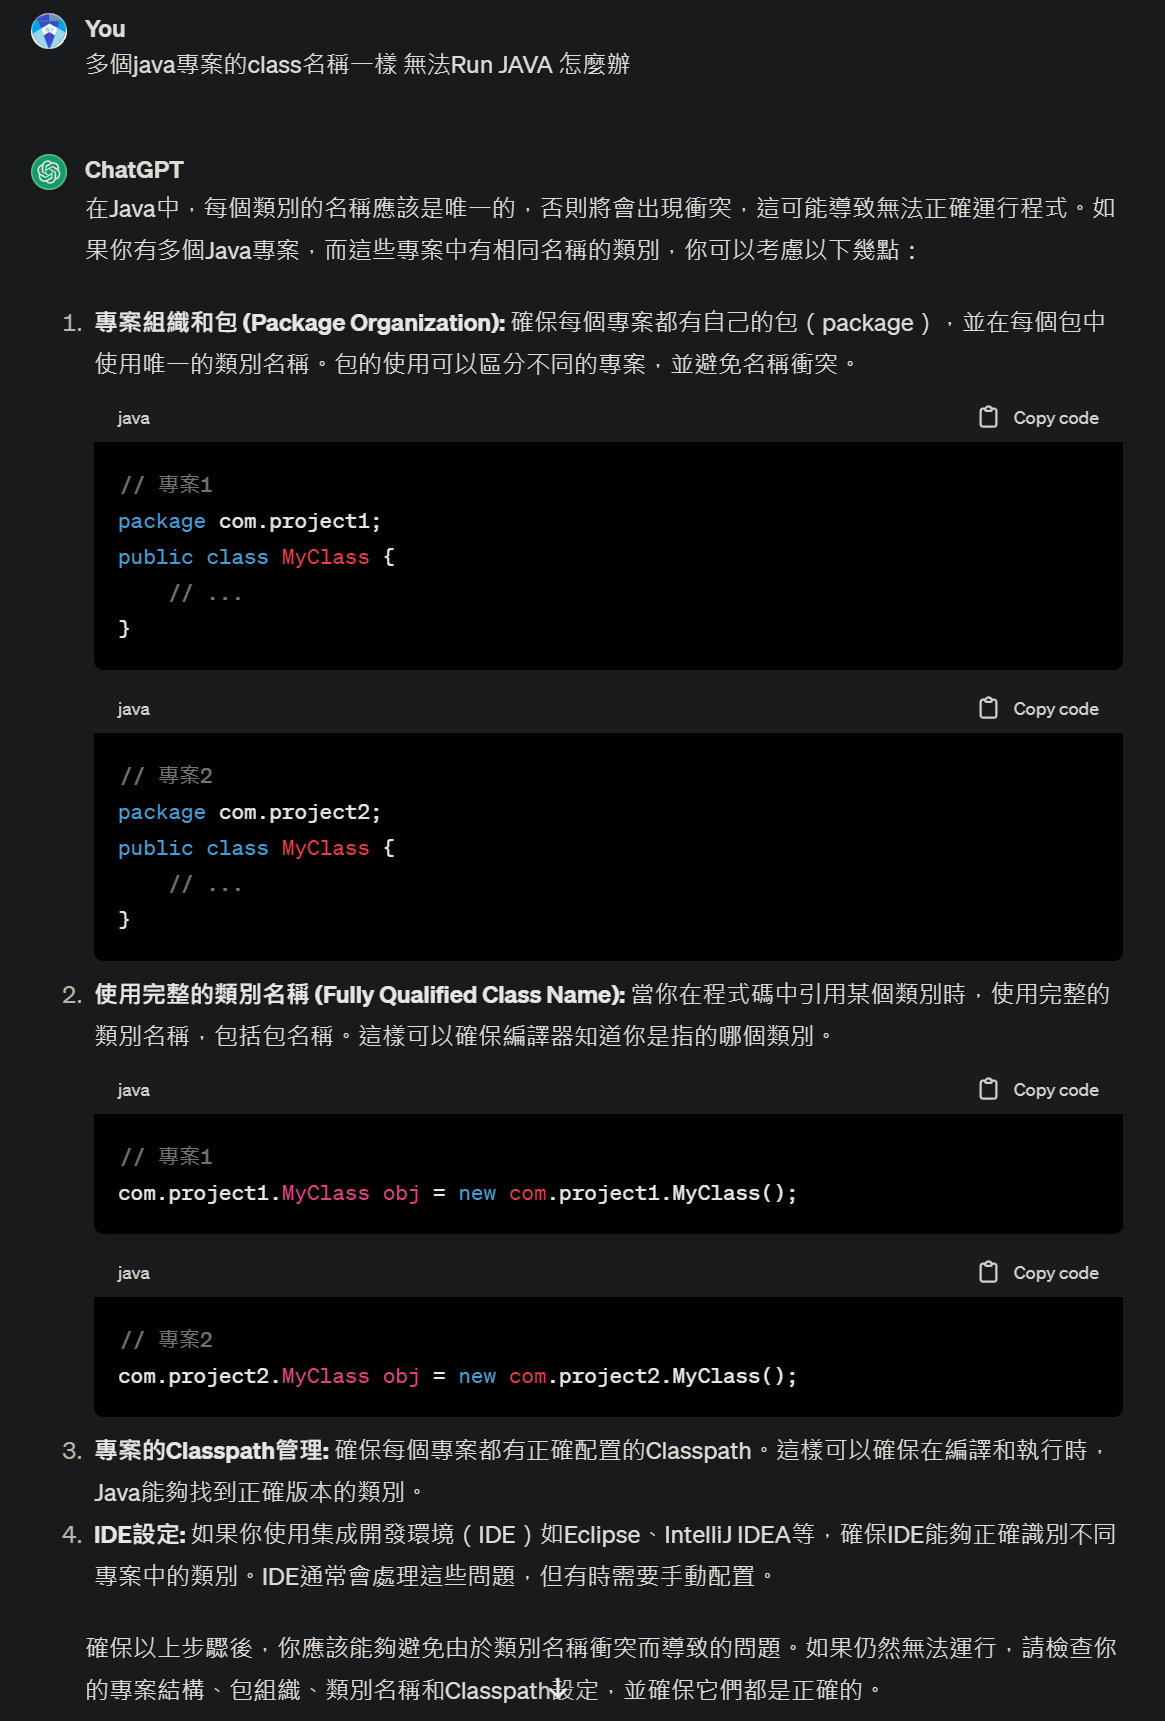 You
多個java專案的class名稱一樣 無法Run JAVA 怎麼辦
ChatGPT
在Java中，每個類別的名稱應該是唯一的，否則將會出現衝突，這可能導致無法正確運行程式。如
果你有多個Java專案，而這些專案中有相同名稱的類別，你可以考慮以下幾點：
1. 專案組織和包 (Package Organization): 確保每個專案都有自己的包（package），並在每個包中
使用唯一的類別名稱。包的使用可以區分不同的專案，並避免名稱衝突。
java Copy code
// 專案1
package com.project1;
public class MyClass {
    // ...
}
java Copy code
// 專案2
package com.project2;
public class MyClass {
    // ...
}
2. 使用完整的類別名稱 (Fully Qualified Class Name): 當你在程式碼中引用某個類別時，使用完整的
類別名稱，包括包名稱。這樣可以確保編譯器知道你是指的哪個類別。
java Copy code
// 專案1
com.project1.MyClass obj = new com.project1.MyClass();
java Copy code
// 專案2
com.project2.MyClass obj = new com.project2.MyClass();
3. 專案的Classpath管理: 確保每個專案都有正確配置的Classpath。這樣可以確保在編譯和執行時，
Java能夠找到正確版本的類別。
4. IDE設定: 如果你使用集成開發環境（IDE）如Eclipse、IntelliJ IDEA等，確保IDE能夠正確識別不同
專案中的類別。IDE通常會處理這些問題，但有時需要手動配置。
確保以上步驟後，你應該能夠避免由於類別名稱衝突而導致的問題。如果仍然無法運行，請檢查你
的專案結構、包組織、類別名稱和Classpath設定，並確保它們都是正確的。